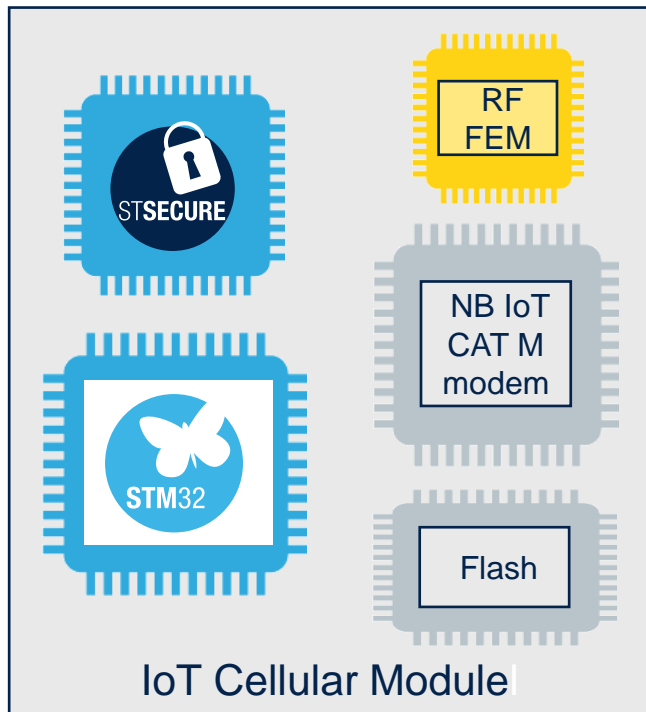 STSECURE
STM32
RF
FEM
NB IoT
CAT M
modem
Flash
IoT Cellular Module